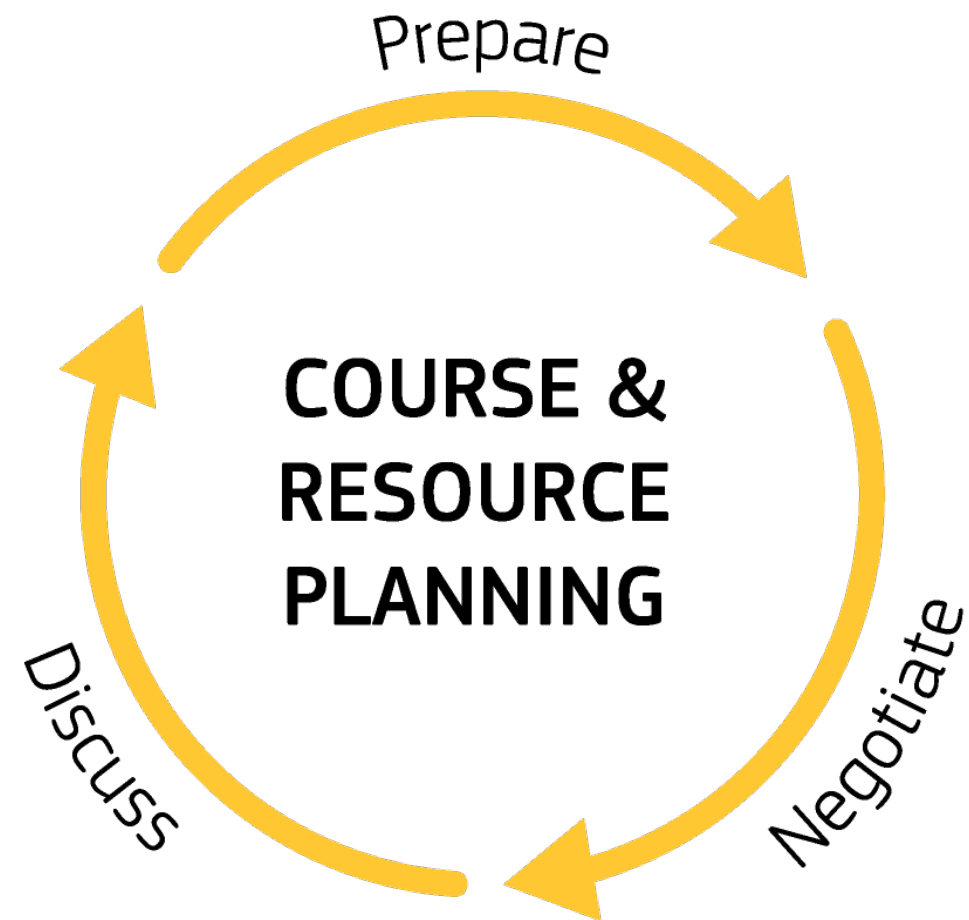 Prepare
COURSE &
RESOURCE
PLANNING
Negotiate
Discuss